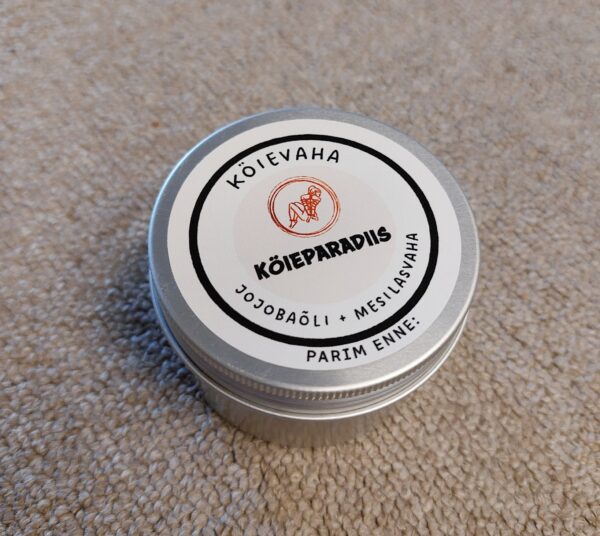 KÖIEVAHA
KÖIEPARADIIS
JOJOBAÕLI + MESILASVAHA
PARIM ENNE: